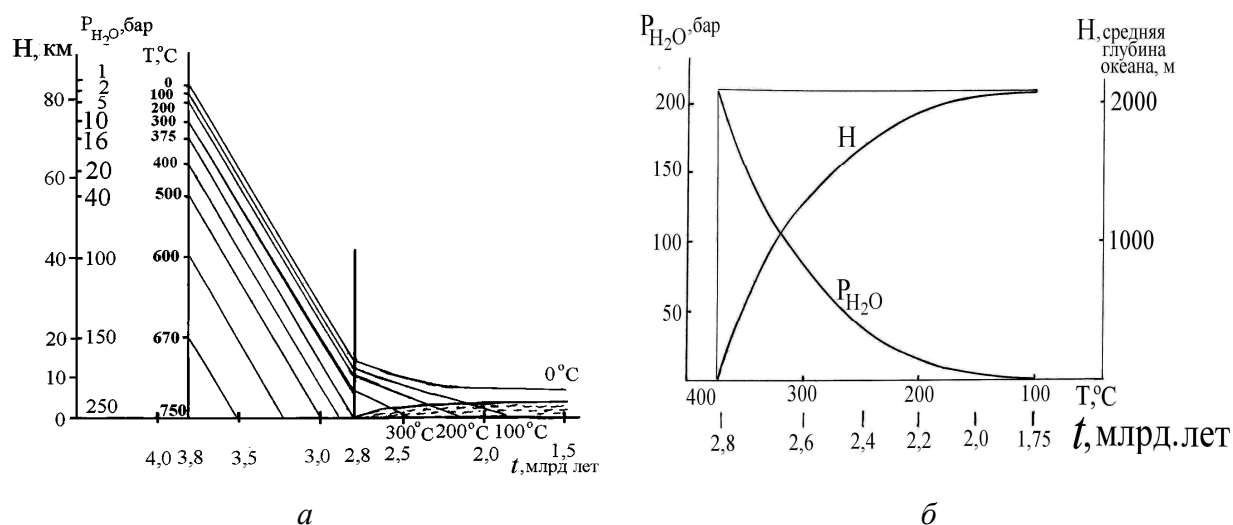 P H₂O, бар
H, км
T,°C
1
2
5
10
16
20
40
100
150
250
80
60
40
20
10
0
0
100
200
300
375
400
500
600
670
750
0°C
300°C 200°C 100°C
4,0 3,8 3,5 3,0 2,8 2,5 2,0 1,5
t, млрд лет
а
P H₂O, бар
H, средняя
глубина
океана, м
200
150
100
50
2000
1000
H
P H₂O
400 300 200 100 T,°C
2,8 2,6 2,4 2,2 2,0 1,75 t, млрд. лет
б